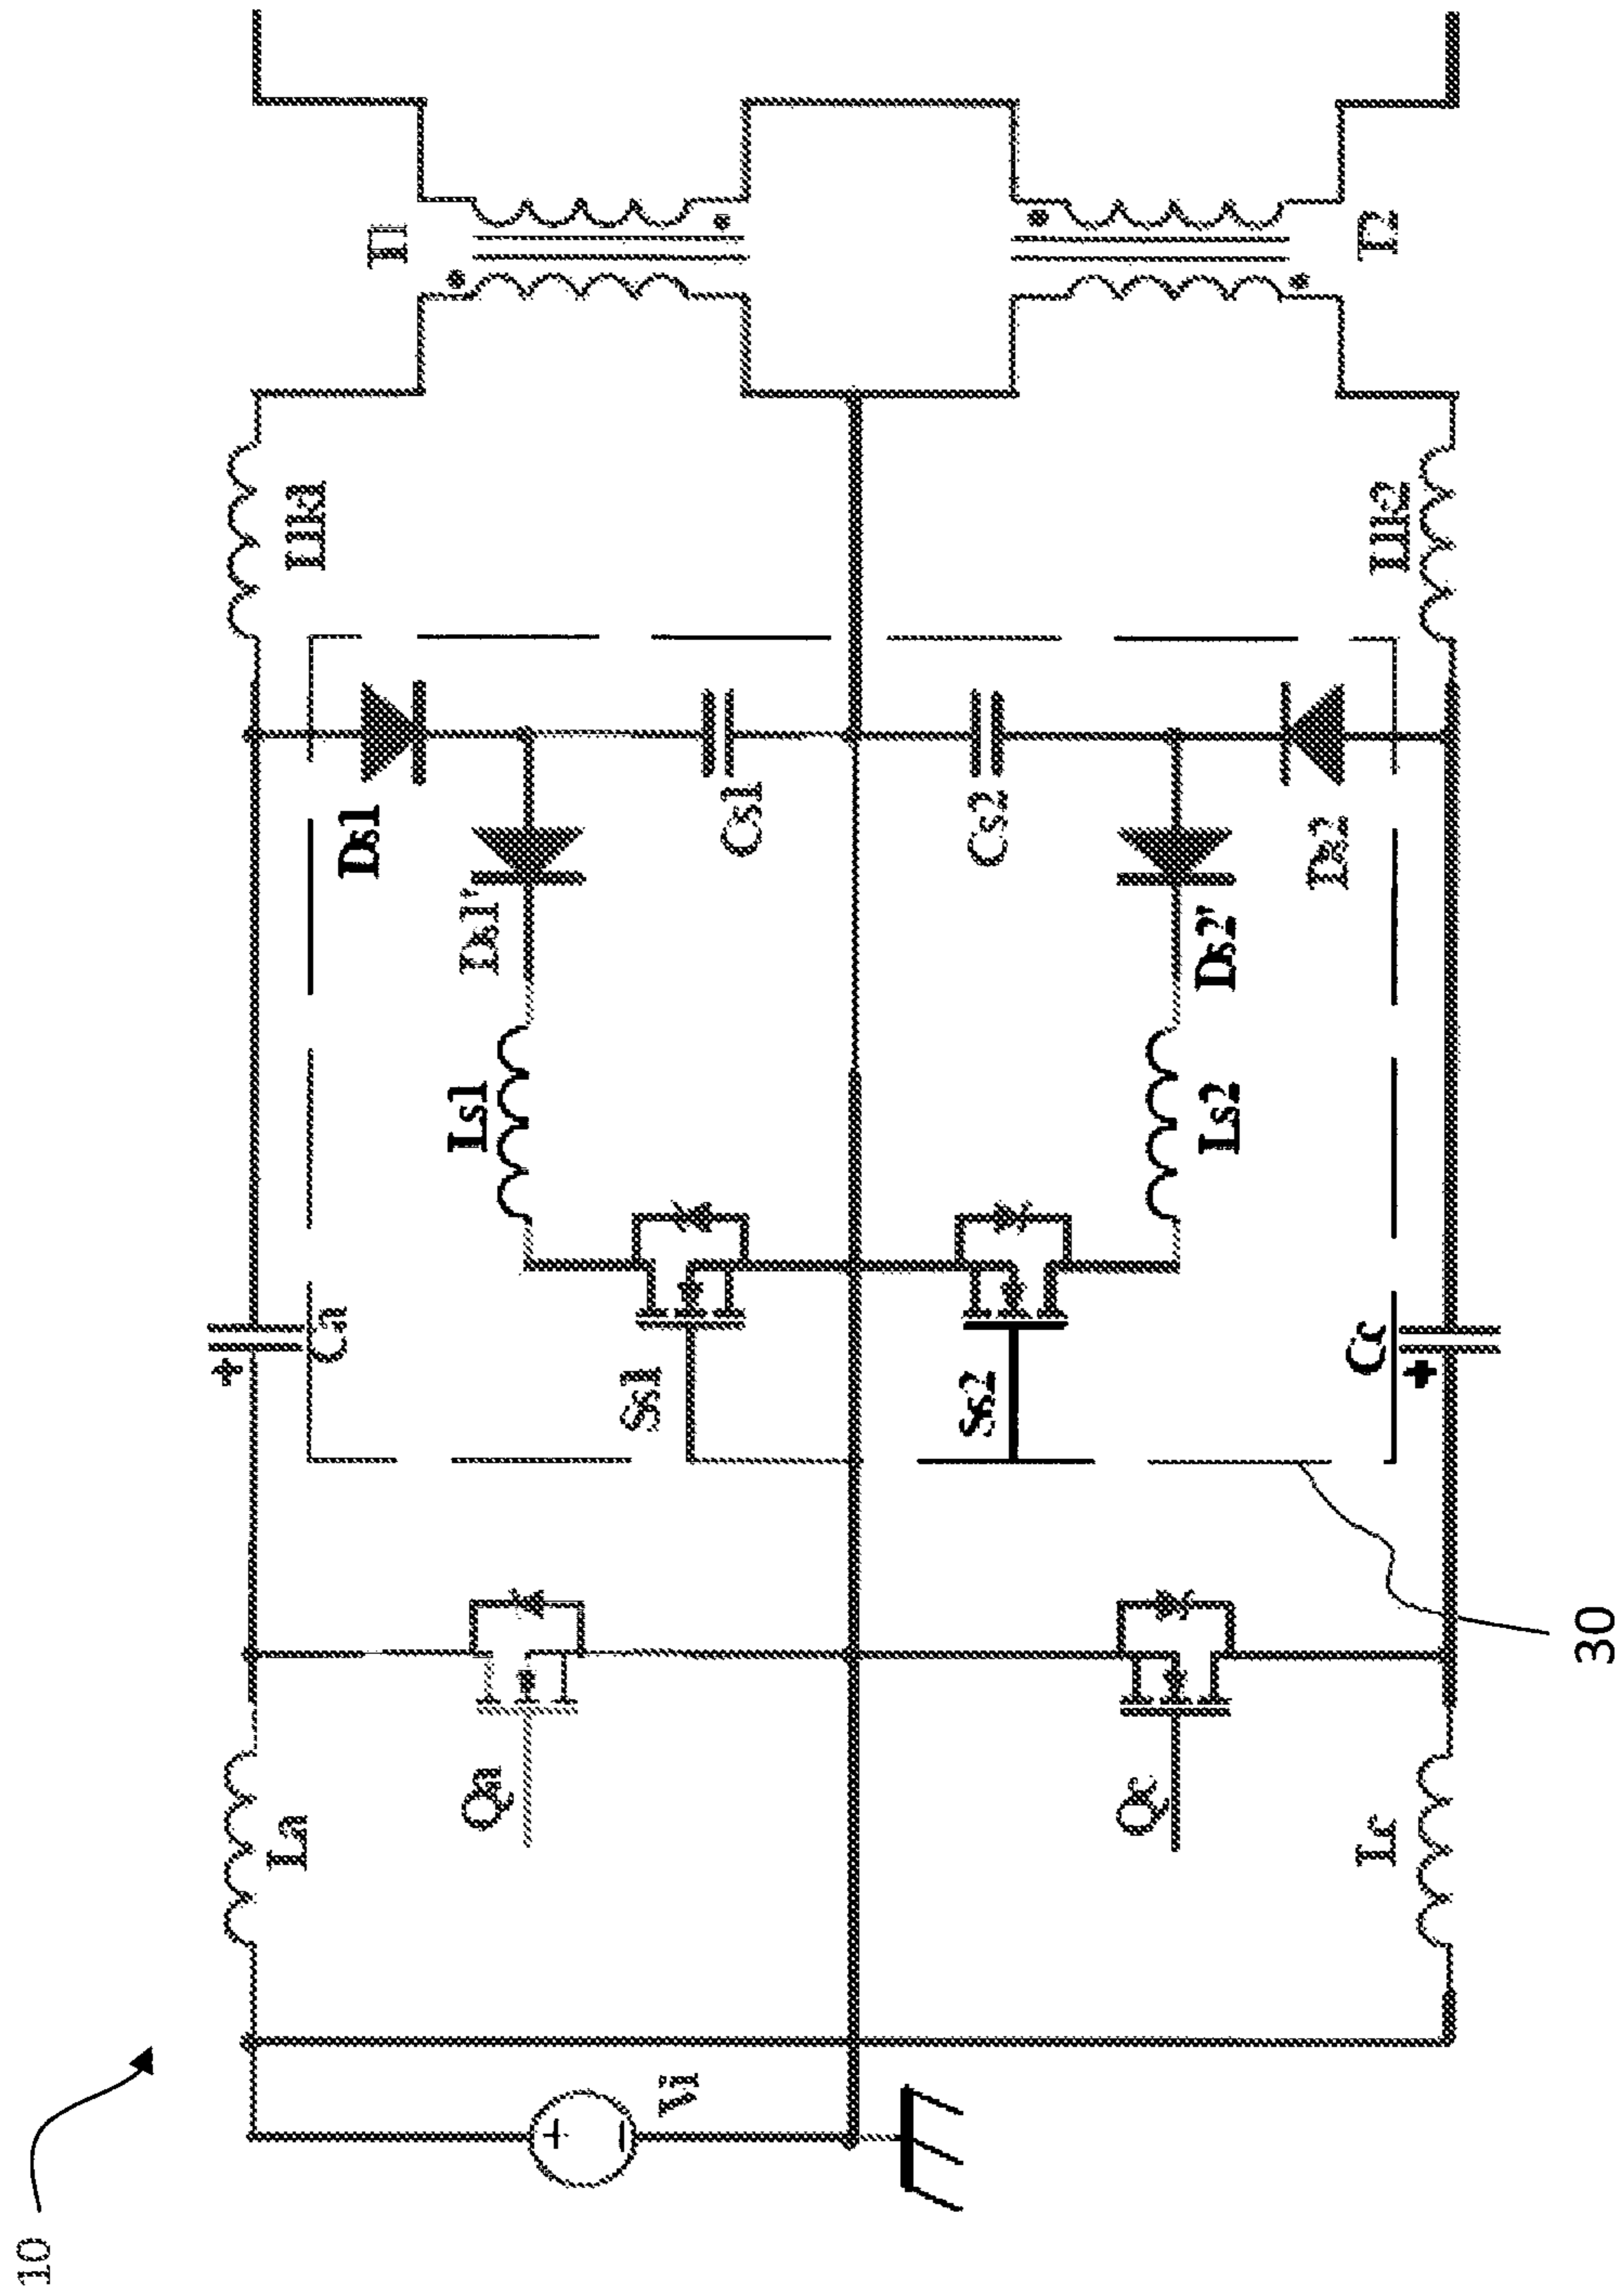 10
Vi
La
Qa
Qc
Lc
30
Ca
Ss1
Ss2
Cc
Ls1
Ls2
Ds1
Ds1'
Cs1
Cs2
Ds2'
Ds2
Llk1
Llk2
T1
T2